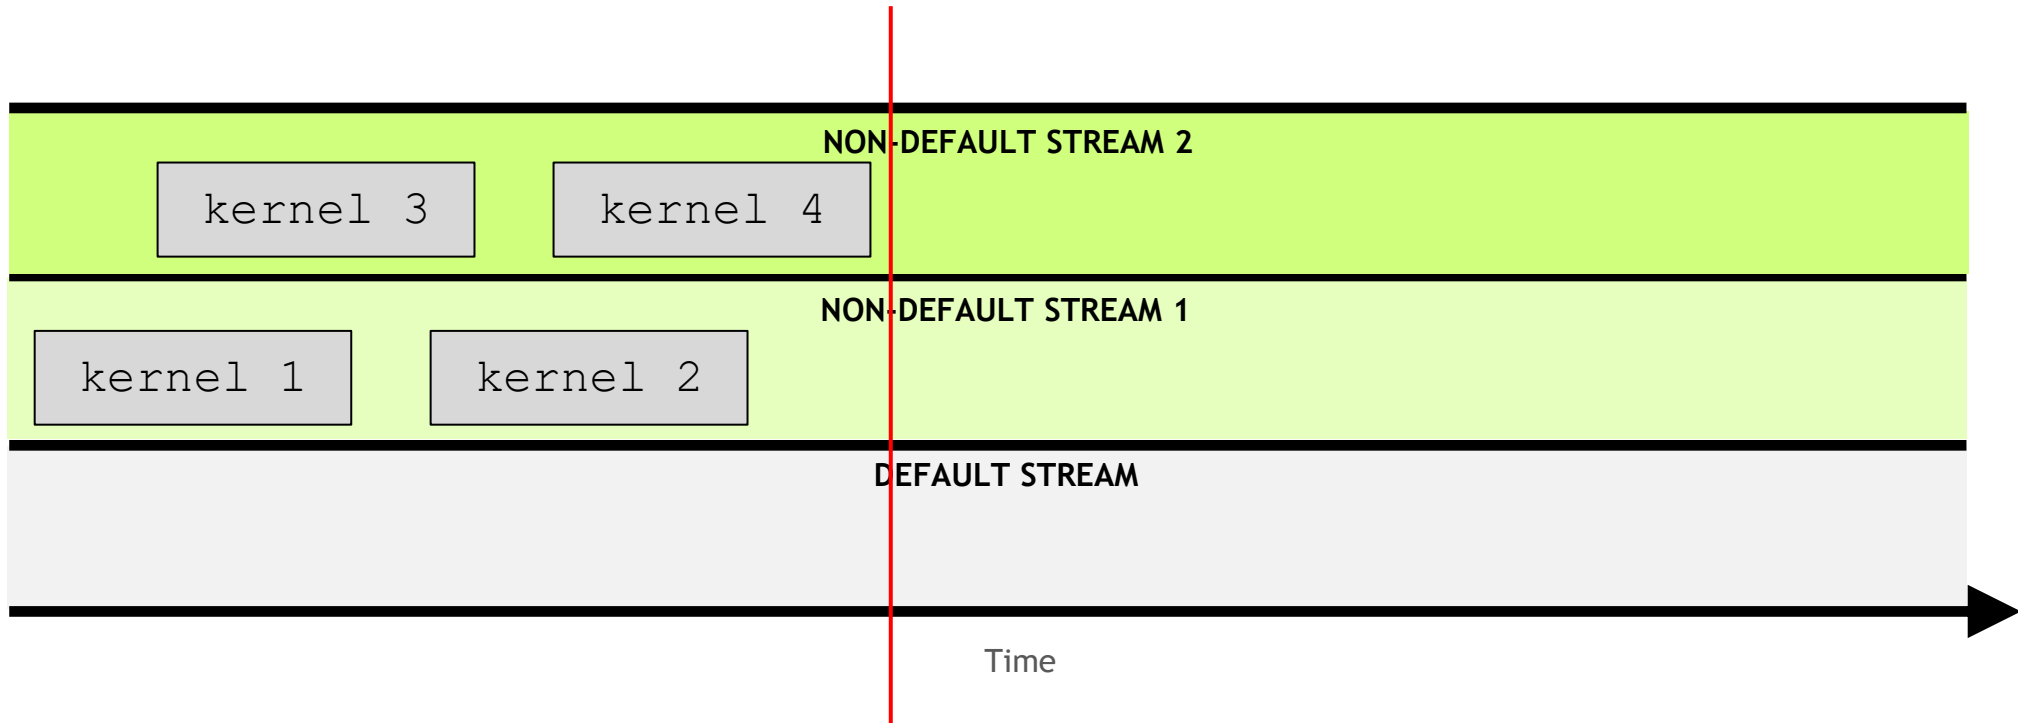 NON-DEFAULT STREAM 2
kernel 3
kernel 4
NON-DEFAULT STREAM 1
kernel 1
kernel 2
DEFAULT STREAM
Time